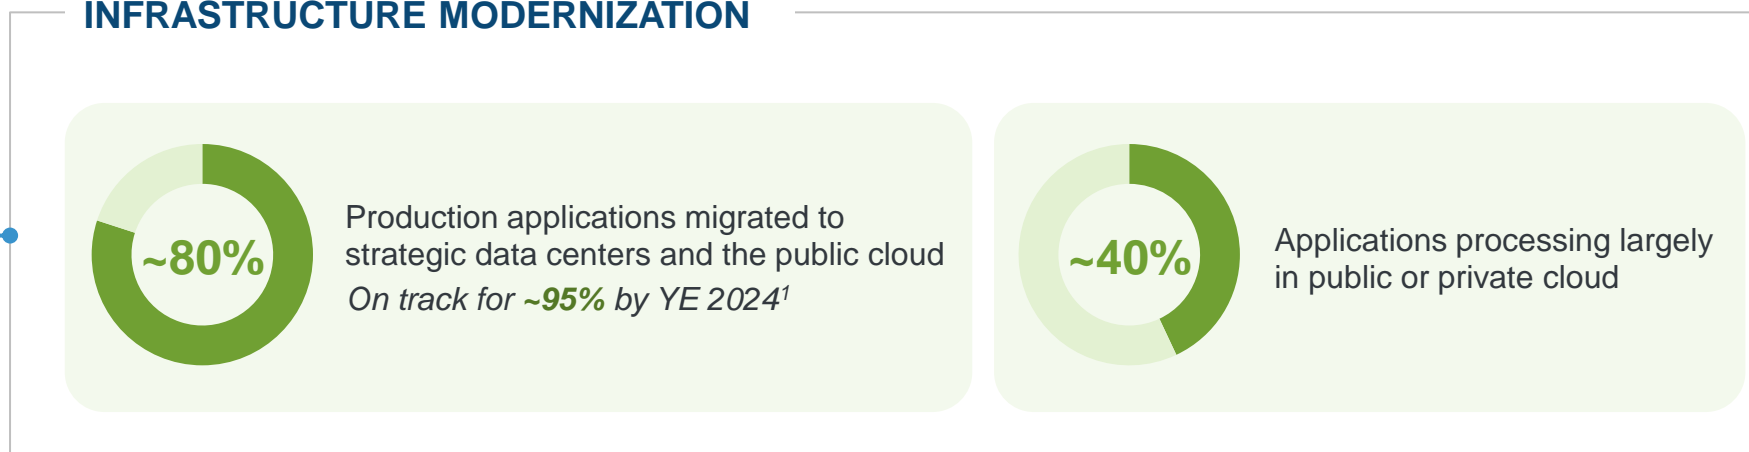 INFRASTRUCTURE MODERNIZATION
~80%
Production applications migrated to
strategic data centers and the public cloud
On track for ~95% by YE 2024¹
~40%
Applications processing largely
in public or private cloud